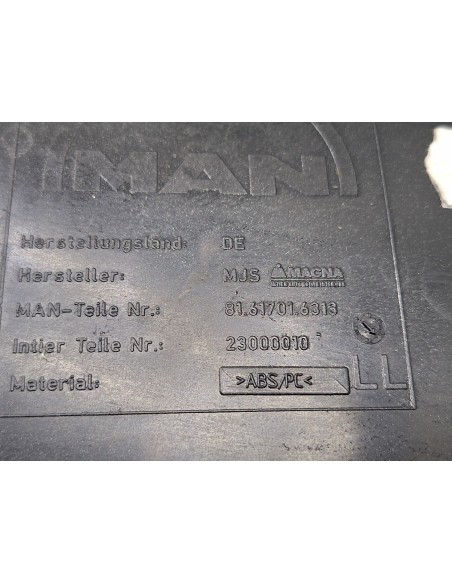 MAN
Herstellungsland: DE
Hersteller: MJS MAGNA
MAN-Teile Nr.: 81.61701.6313
Intier Teile Nr.: 23000010
Material: >ABS/PC<
LL